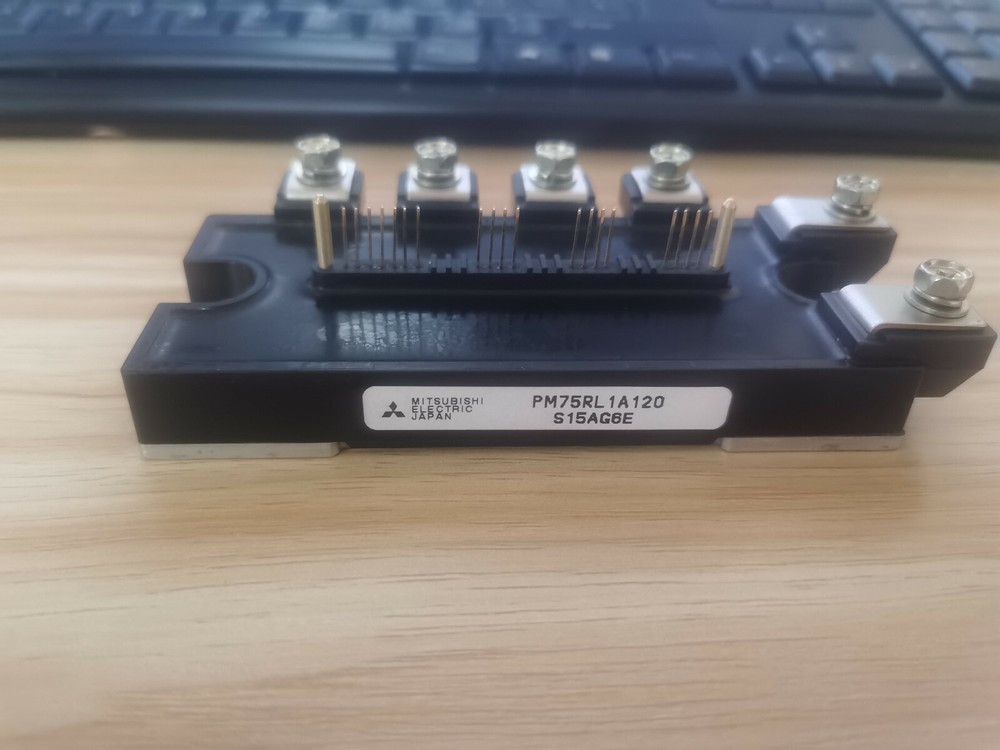 MITSUBISHI
ELECTRIC
JAPAN
PM75RL1A120
S15AG6E